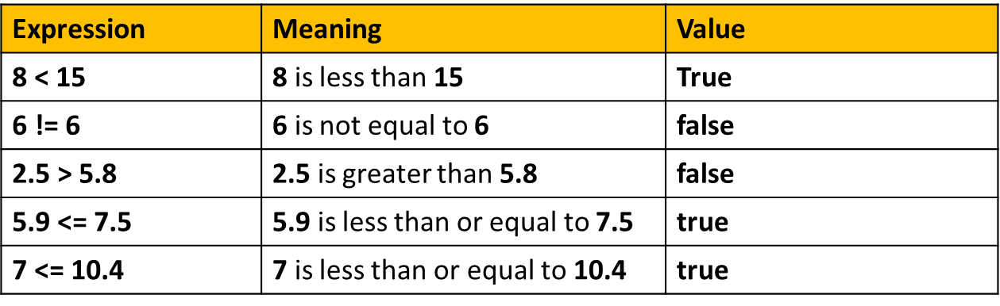 Expression Meaning Value
8 < 15 8 is less than 15 True
6 != 6 6 is not equal to 6 false
2.5 > 5.8 2.5 is greater than 5.8 false
5.9 <= 7.5 5.9 is less than or equal to 7.5 true
7 <= 10.4 7 is less than or equal to 10.4 true